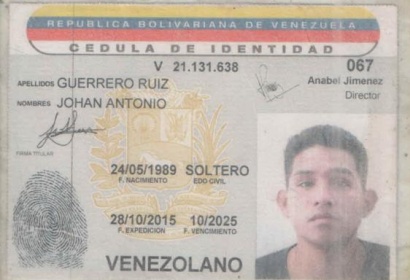 REPUBLICA BOLIVARIANA DE VENEZUELA
CEDULA DE IDENTIDAD
V 21.131.638 067
Anabel Jimenez
Director
APELLIDOS GUERRERO RUIZ
NOMBRES JOHAN ANTONIO
FIRMA TITULAR
24/05/1989 SOLTERO
F. NACIMIENTO EDO CIVIL
28/10/2015 10/2025
F. EXPEDICION F. VENCIMIENTO
VENEZOLANO